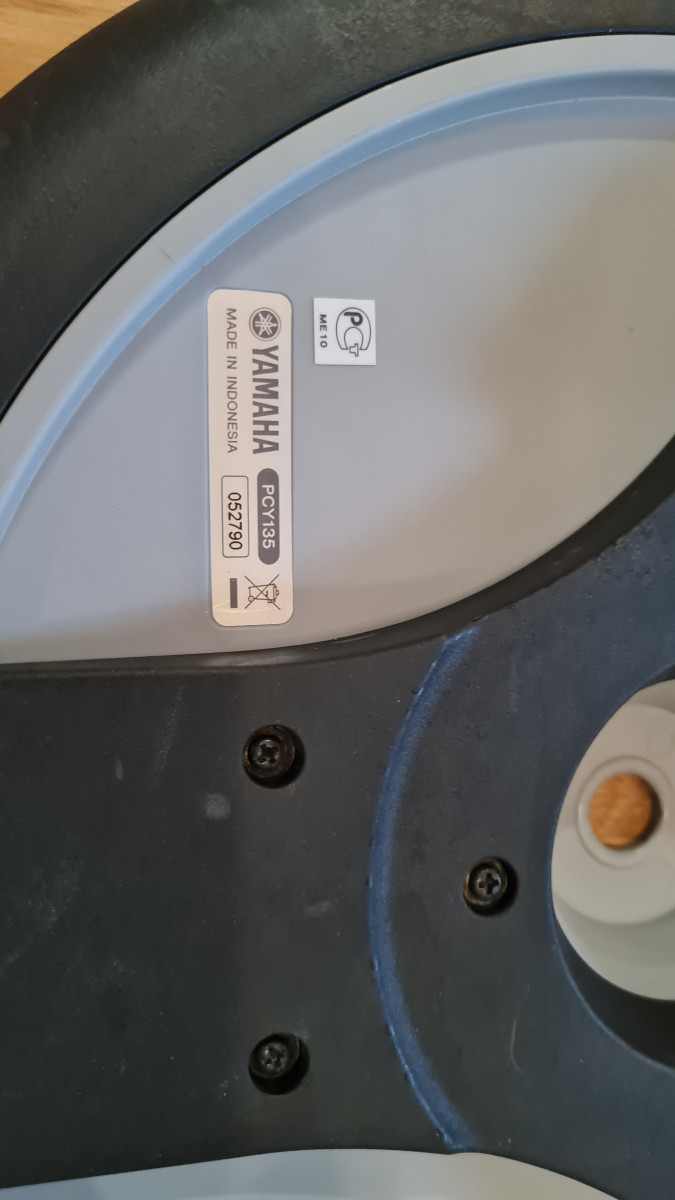 YAMAHA PCY135
MADE IN INDONESIA 052790
PCT
ME10